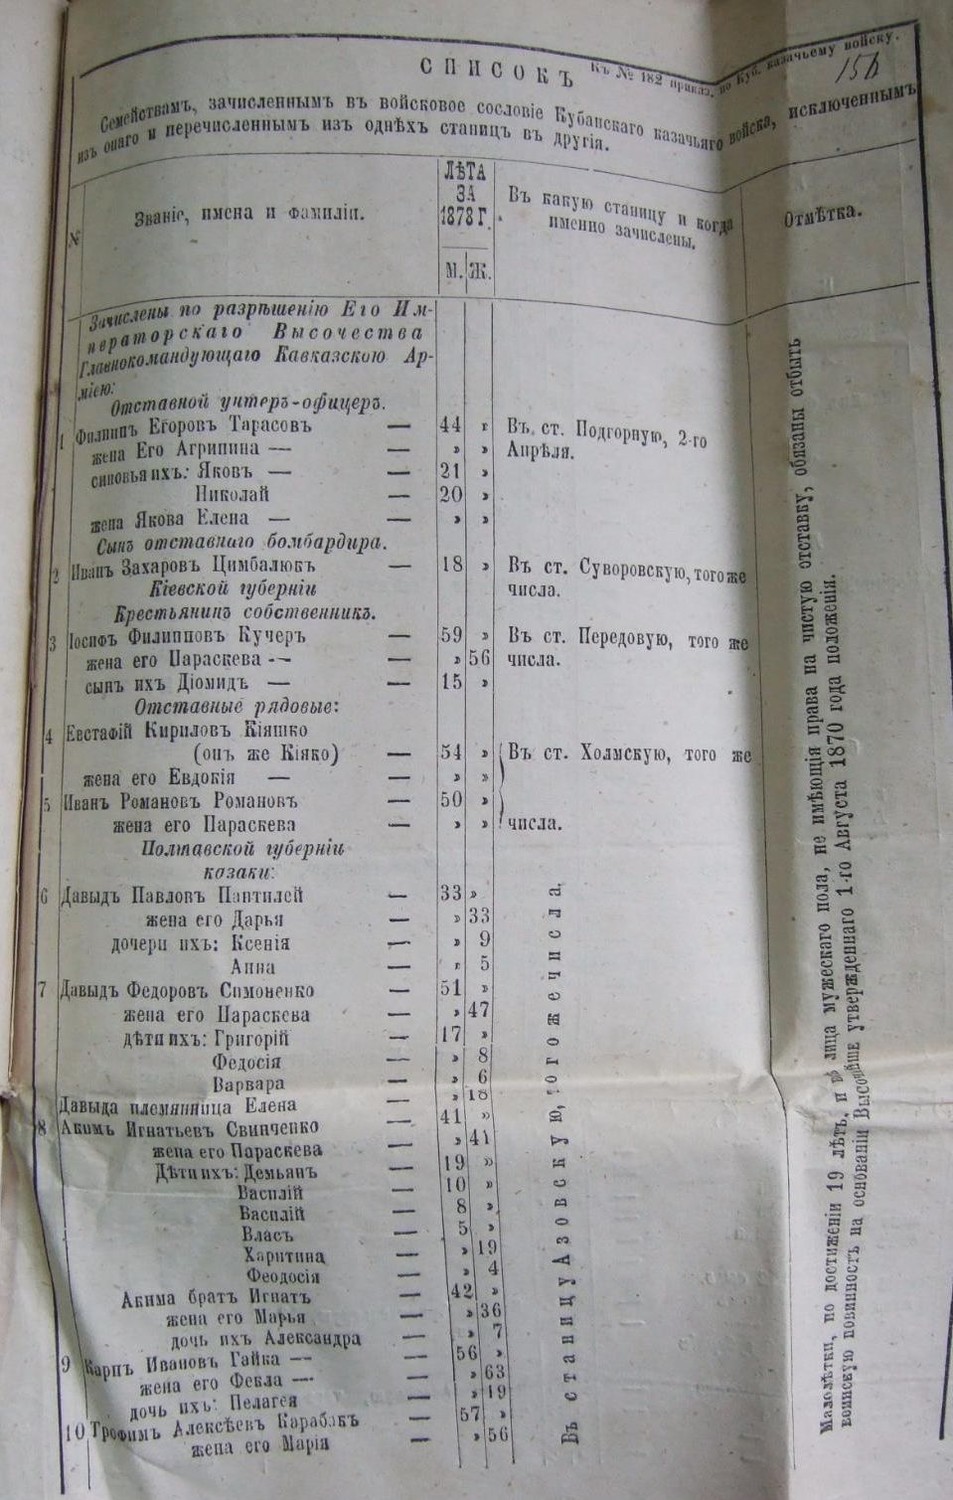 Къ № 182 приказ. по Куб. казачьему войску.
СПИСОКЪ
Семействамъ, зачисленнымъ въ войсковое сословіе Кубанскаго казачьяго войска, исключеннымъ
изъ онаго и перечисленнымъ изъ однѣхъ станицъ въ другія.
№ Званіе, имена и фамиліи. ЛѢТА ЗА 1878 Г. М. Ж. Въ какую станицу и когда именно зачислены. Отмѣтка.
Зачислены по разрѣшенію Его Им-
ператорскаго Высочества
Главнокомандующаго Кавказскою Ар-
міею:
Отставной унтеръ-офицеръ.
1 Филиппъ Егоровъ Тарасовъ — 44 Въ ст. Подгорную, 2-го
жена Его Агрипина — — » » Апрѣля.
сыновья ихъ: Яковъ — — 21 »
Николай — 20 »
жена Якова Елена — — » »
Сынъ отставнаго бомбардира.
2 Иванъ Захаровъ Цимбалюкъ — 18 » Въ ст. Суворовскую, того же
Кіевской губерніи числа.
Крестьянинъ собственникъ.
3 Іосифъ Филипповъ Кучеръ — 59 » Въ ст. Передовую, того же
жена его Параскева — — » 56 числа.
сынъ ихъ Діомидъ — — 15 »
Отставные рядовые:
4 Евстафій Кириловъ Кіяшко
(онъ же Кіяко) — 54 » Въ ст. Холмскую, того же
жена его Евдокія — — » »
5 Иванъ Романовъ Романовъ — 50 »
жена его Параскева — » » числа.
Полтавской губерніи
казаки:
6 Давыдъ Павловъ Пантилей — 33 »
жена его Дарья — » 33
дочери ихъ: Ксенія — » 9
Анна — 5
7 Давыдъ Федоровъ Симоненко — 51 »
жена его Параскева — » 47
дѣти ихъ: Григорій — 17 »
Федосія — » 8
Варвара — » 6
Давыда племянница Елена — » 18
8 Акимъ Игнатьевъ Свинченко 41 »
жена его Параскева — » 41
Дѣти ихъ: Демьянъ — 19 »
Василій — 10 »
Василій — 8 »
Власъ — 5 »
Харитина — » 19
Феодосія — » 4
Акима братъ Игнатъ — 42 »
жена его Марья — » 36
дочь ихъ Александра — » 7
9 Карпъ Ивановъ Гайка — — 56 »
жена его Фекла — — » 63
дочь ихъ: Пелагея — » 19
10 Трофимъ Алексѣевъ Карабакъ — 57 »
жена его Марія — » 56
Въ станицу Азовскую, того же числа.
Малолѣтки, по достиженіи 19 лѣтъ, и лица мужескаго пола, не имѣющія права на чистую отставку, обязаны отбыть
воинскую повинность на основаніи Высочайше утвержденнаго 1-го Августа 1870 года положенія.